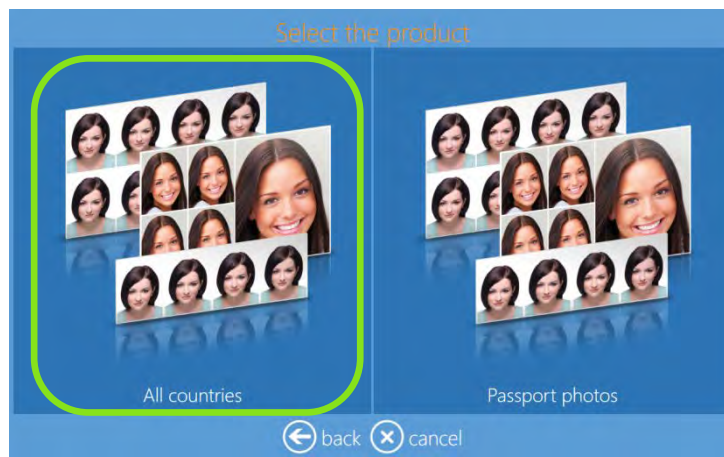 Select the product
All countries
Passport photos
back cancel